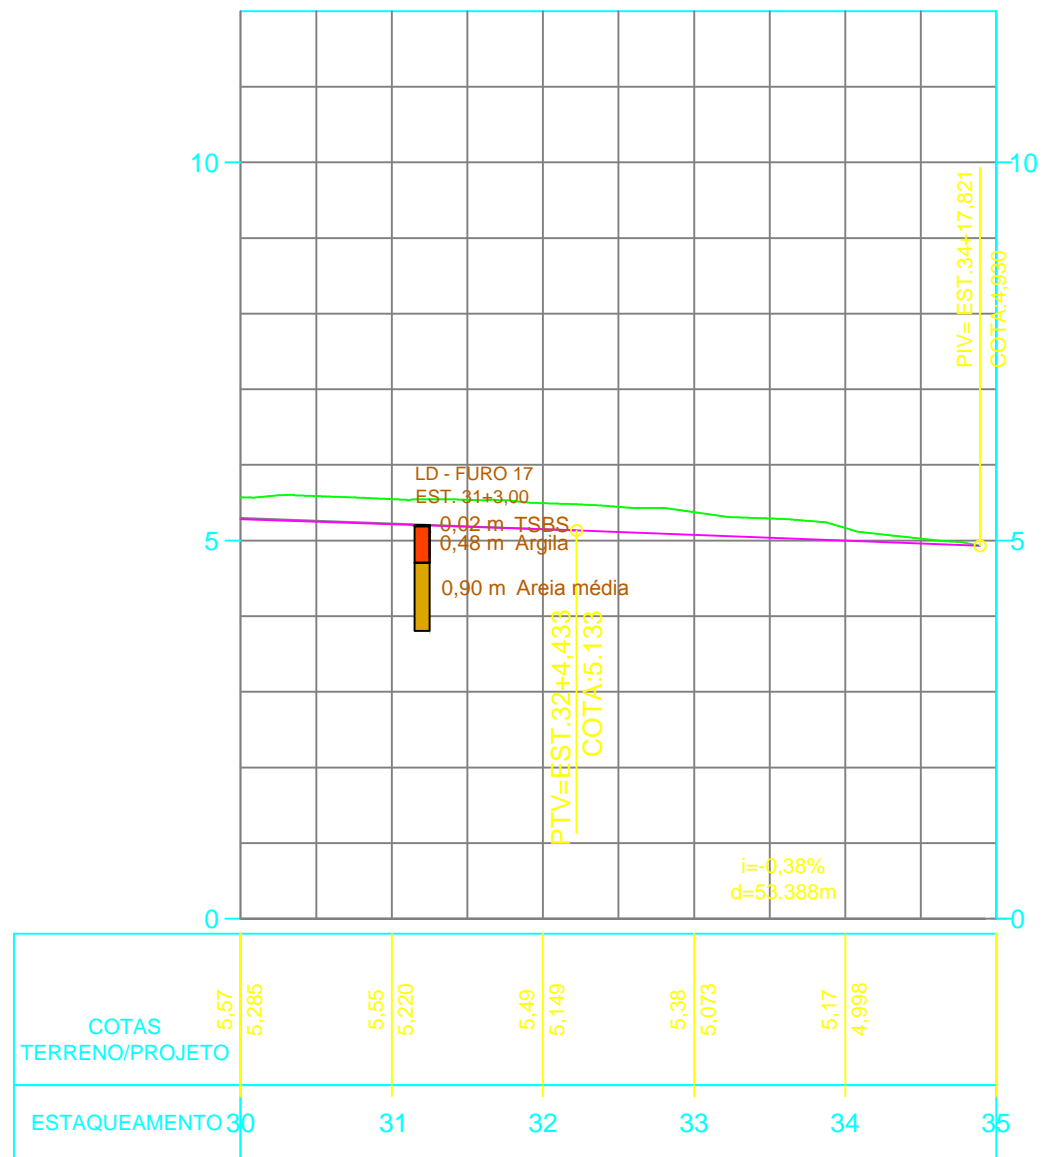 10
10
PIV= EST.34+17,821
COTA:4,930
LD - FURO 17
EST. 31+3,00
0,02 m TSBS
5
0,48 m Argila
5
0,90 m Areia média
PTV=EST.32+4,433
COTA:5.133
i=-0,38%
d=53.388m
0
0
COTAS
TERRENO/PROJETO
5,57
5,285
5,55
5,220
5,49
5,149
5,38
5,073
5,17
4,998
ESTAQUEAMENTO
30
31
32
33
34
35